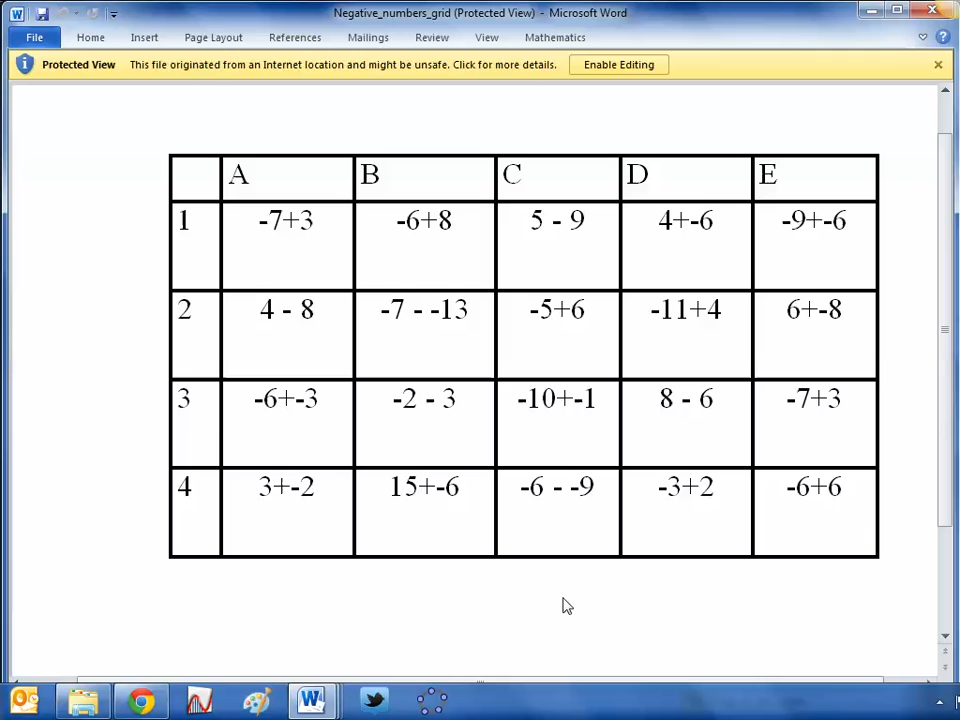 Negative_numbers_grid (Protected View) - Microsoft Word
File Home Insert Page Layout References Mailings Review View Mathematics
Protected View This file originated from an Internet location and might be unsafe. Click for more details. Enable Editing
A B C D E
1 -7+3 -6+8 5 - 9 4+-6 -9+-6
2 4 - 8 -7 - -13 -5+6 -11+4 6+-8
3 -6+-3 -2 - 3 -10+-1 8 - 6 -7+3
4 3+-2 15+-6 -6 - -9 -3+2 -6+6